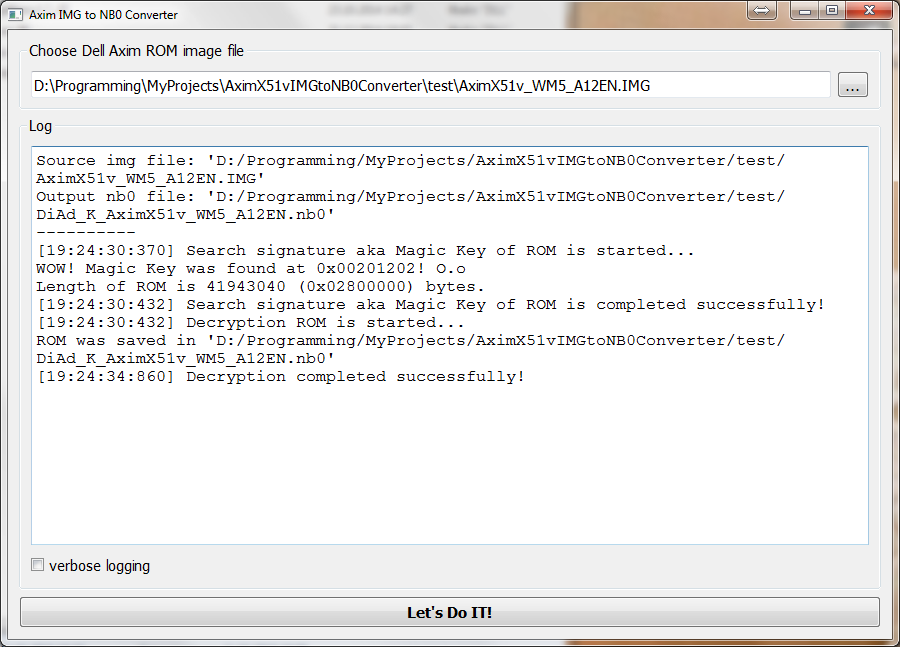 Axim IMG to NB0 Converter
Choose Dell Axim ROM image file
D:\Programming\MyProjects\AximX51vIMGtoNB0Converter\test\AximX51v_WM5_A12EN.IMG
...
Log
Source img file: 'D:/Programming/MyProjects/AximX51vIMGtoNB0Converter/test/
AximX51v_WM5_A12EN.IMG'
Output nb0 file: 'D:/Programming/MyProjects/AximX51vIMGtoNB0Converter/test/
DiAd_K_AximX51v_WM5_A12EN.nb0'
----------
[19:24:30:370] Search signature aka Magic Key of ROM is started...
WOW! Magic Key was found at 0x00201202! O.o
Length of ROM is 41943040 (0x02800000) bytes.
[19:24:30:432] Search signature aka Magic Key of ROM is completed successfully!
[19:24:30:432] Decryption ROM is started...
ROM was saved in 'D:/Programming/MyProjects/AximX51vIMGtoNB0Converter/test/
DiAd_K_AximX51v_WM5_A12EN.nb0'
[19:24:34:860] Decryption completed successfully!
verbose logging
Let's Do IT!